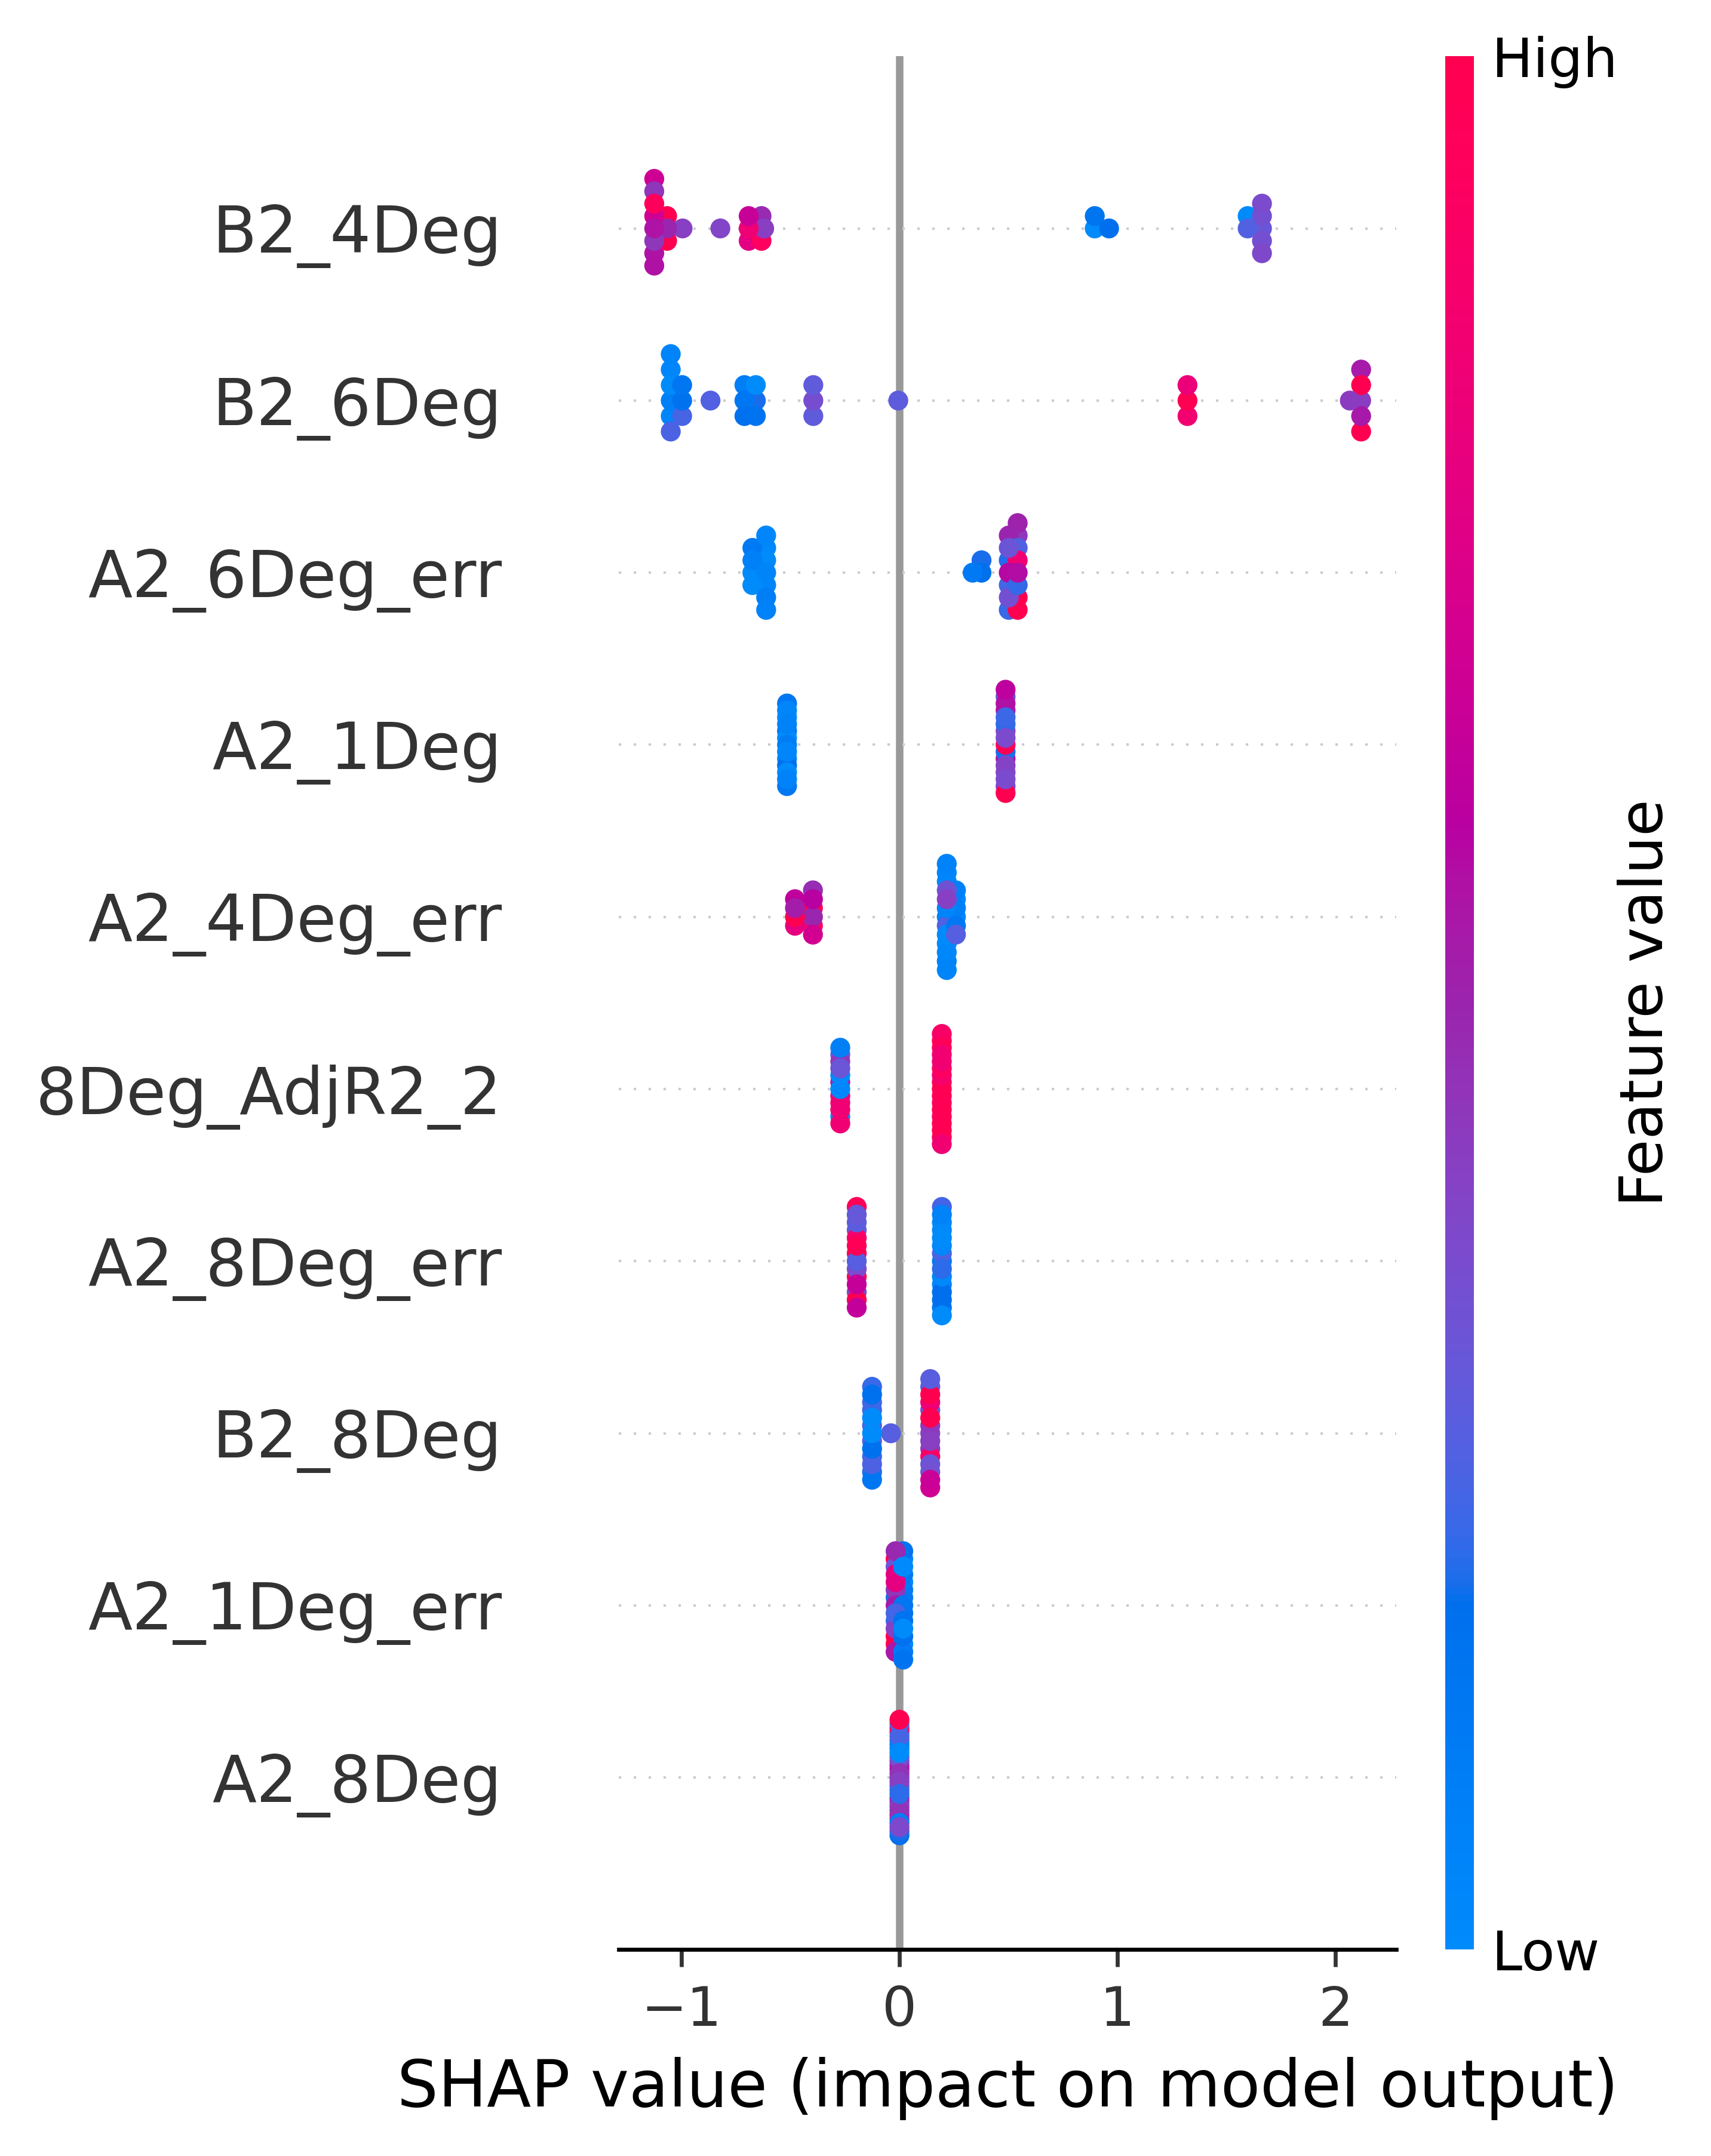 High
B2_4Deg
B2_6Deg
A2_6Deg_err
A2_1Deg
A2_4Deg_err
8Deg_AdjR2_2
A2_8Deg_err
B2_8Deg
A2_1Deg_err
A2_8Deg
Feature value
Low
−1 0 1 2
SHAP value (impact on model output)